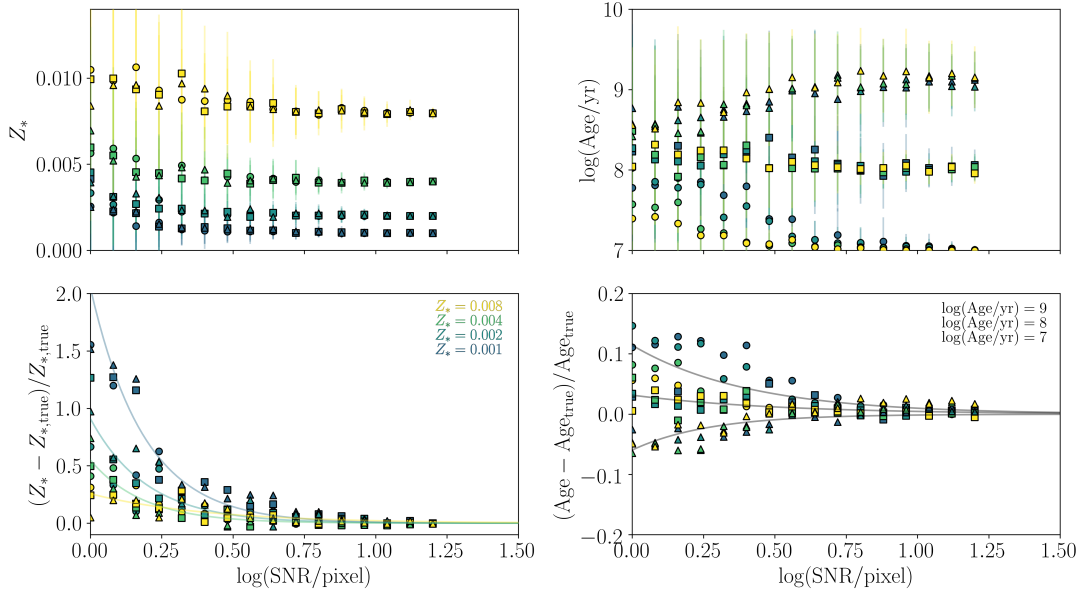 0.010
0.005
0.000
Z*
10
9
8
7
log(Age/yr)
2.0
1.5
1.0
0.5
0.0
(Z* − Z*,true)/Z*,true
Z* = 0.008
Z* = 0.004
Z* = 0.002
Z* = 0.001
0.00 0.25 0.50 0.75 1.00 1.25 1.50
log(SNR/pixel)
0.2
0.1
0.0
−0.1
−0.2
(Age − Age_true)/Age_true
log(Age/yr) = 9
log(Age/yr) = 8
log(Age/yr) = 7
0.00 0.25 0.50 0.75 1.00 1.25 1.50
log(SNR/pixel)